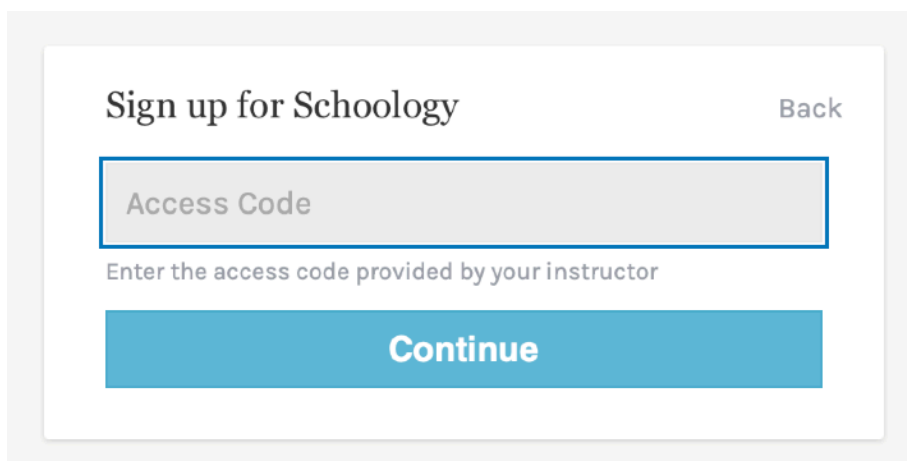 Sign up for Schoology
Back
Access Code
Enter the access code provided by your instructor
Continue